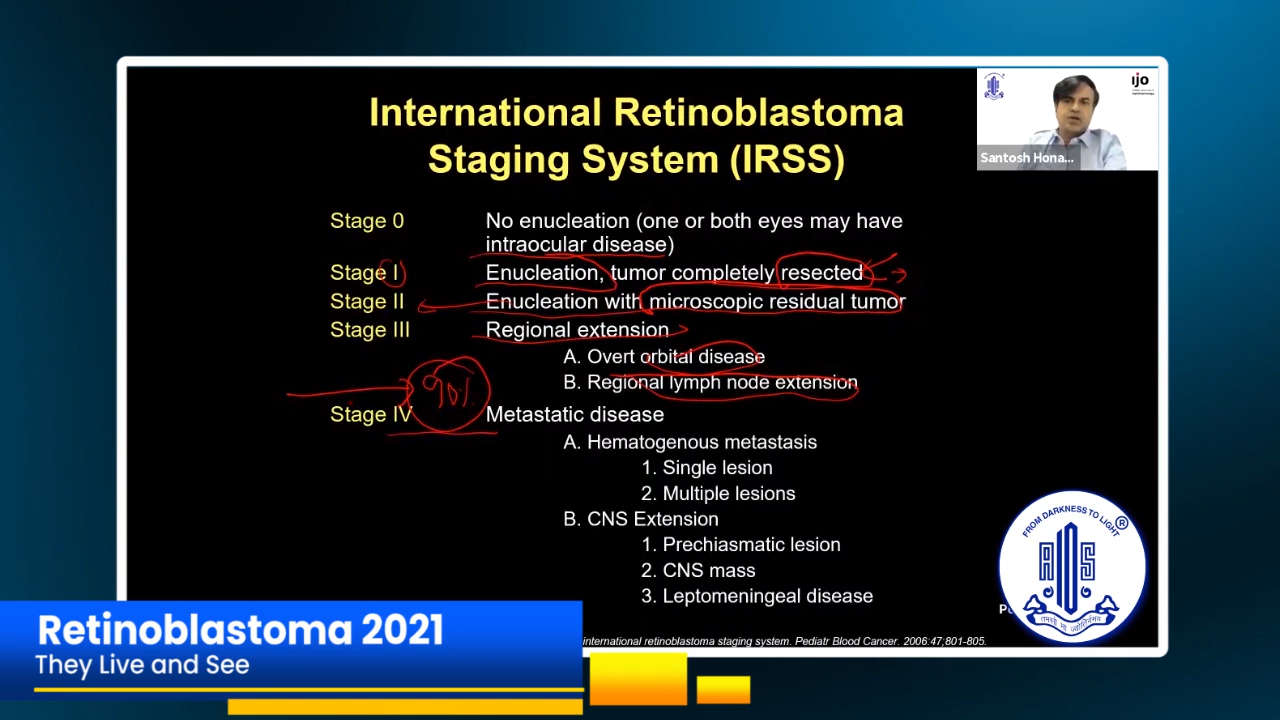 International Retinoblastoma
Staging System (IRSS)
ijo
Santosh Hona...
Stage 0 No enucleation (one or both eyes may have
intraocular disease)
Stage I Enucleation, tumor completely resected
Stage II Enucleation with microscopic residual tumor
Stage III Regional extension
A. Overt orbital disease
B. Regional lymph node extension
90%
Stage IV Metastatic disease
A. Hematogenous metastasis
1. Single lesion
2. Multiple lesions
B. CNS Extension
1. Prechiasmatic lesion
2. CNS mass
3. Leptomeningeal disease
FROM DARKNESS TO LIGHT ®
AIOS
तमसो मा ज्योतिर्गमय
international retinoblastoma staging system. Pediatr Blood Cancer. 2006:47;801-805.
Retinoblastoma 2021
They Live and See